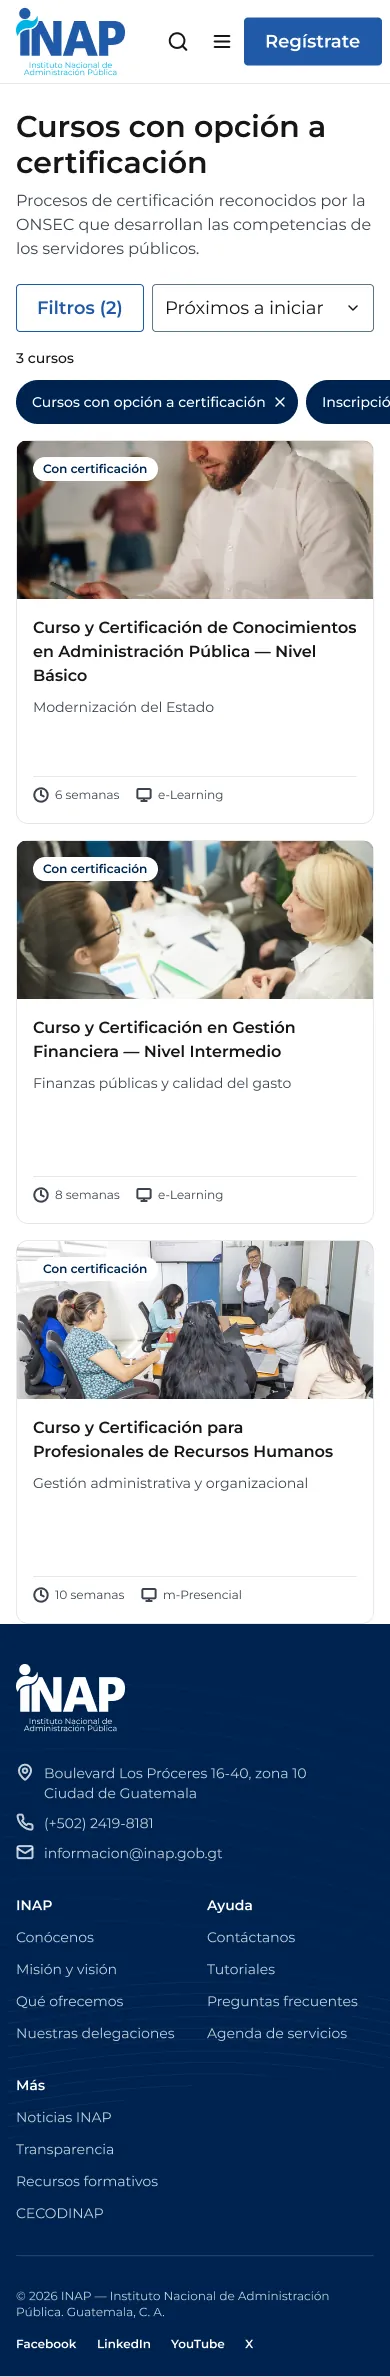 iNAP
Instituto Nacional de
Administración Pública
Regístrate
Cursos con opción a
certificación
Procesos de certificación reconocidos por la
ONSEC que desarrollan las competencias de
los servidores públicos.
Filtros (2)
Próximos a iniciar
3 cursos
Cursos con opción a certificación
Inscripció
Con certificación
Curso y Certificación de Conocimientos
en Administración Pública — Nivel
Básico
Modernización del Estado
6 semanas
e-Learning
Con certificación
Curso y Certificación en Gestión
Financiera — Nivel Intermedio
Finanzas públicas y calidad del gasto
8 semanas
e-Learning
Con certificación
Curso y Certificación para
Profesionales de Recursos Humanos
Gestión administrativa y organizacional
10 semanas
m-Presencial
iNAP
Instituto Nacional de
Administración Pública
Boulevard Los Próceres 16-40, zona 10
Ciudad de Guatemala
(+502) 2419-8181
informacion@inap.gob.gt
INAP
Conócenos
Misión y visión
Qué ofrecemos
Nuestras delegaciones
Ayuda
Contáctanos
Tutoriales
Preguntas frecuentes
Agenda de servicios
Más
Noticias INAP
Transparencia
Recursos formativos
CECODINAP
© 2026 INAP — Instituto Nacional de Administración
Pública. Guatemala, C. A.
Facebook LinkedIn YouTube X